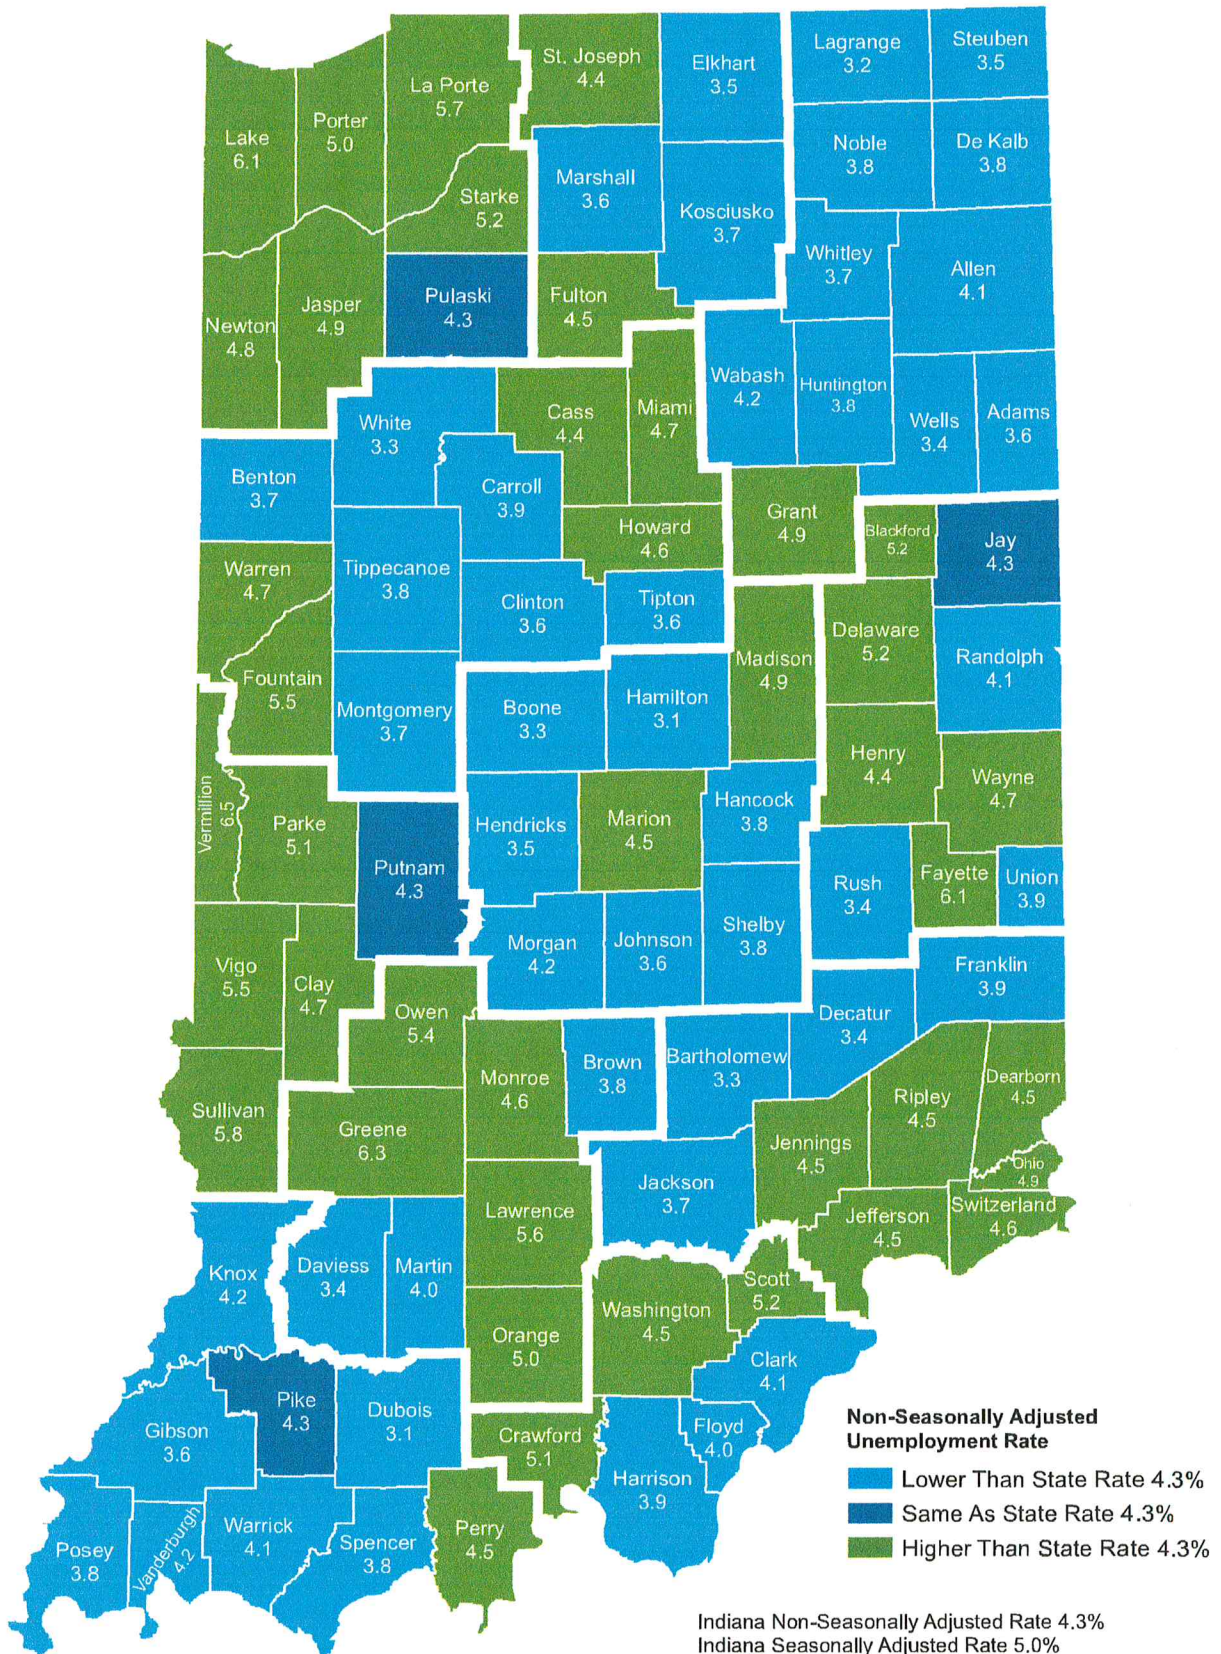 Lagrange
3.2
Steuben
3.5
St. Joseph
4.4
Elkhart
3.5
La Porte
5.7
Porter
5.0
Lake
6.1
Noble
3.8
De Kalb
3.8
Marshall
3.6
Starke
5.2
Kosciusko
3.7
Whitley
3.7
Allen
4.1
Pulaski
4.3
Fulton
4.5
Jasper
4.9
Newton
4.8
Wabash
4.2
Huntington
3.8
Miami
4.7
Cass
4.4
White
3.3
Wells
3.4
Adams
3.6
Benton
3.7
Carroll
3.9
Grant
4.9
Howard
4.6
Blackford
5.2
Jay
4.3
Warren
4.7
Tippecanoe
3.8
Clinton
3.6
Tipton
3.6
Delaware
5.2
Madison
4.9
Randolph
4.1
Fountain
5.5
Montgomery
3.7
Boone
3.3
Hamilton
3.1
Henry
4.4
Wayne
4.7
Vermillion
6.5
Parke
5.1
Hendricks
3.5
Marion
4.5
Hancock
3.8
Putnam
4.3
Rush
3.4
Fayette
6.1
Union
3.9
Morgan
4.2
Johnson
3.6
Shelby
3.8
Vigo
5.5
Clay
4.7
Franklin
3.9
Owen
5.4
Decatur
3.4
Brown
3.8
Bartholomew
3.3
Monroe
4.6
Ripley
4.5
Dearborn
4.5
Sullivan
5.8
Greene
6.3
Jennings
4.5
Ohio
4.9
Jackson
3.7
Lawrence
5.6
Jefferson
4.5
Switzerland
4.6
Knox
4.2
Daviess
3.4
Martin
4.0
Scott
5.2
Washington
4.5
Orange
5.0
Clark
4.1
Pike
4.3
Dubois
3.1
Gibson
3.6
Crawford
5.1
Floyd
4.0
Harrison
3.9
Posey
3.8
Vanderburgh
4.2
Warrick
4.1
Spencer
3.8
Perry
4.5
Non-Seasonally Adjusted
Unemployment Rate
Lower Than State Rate 4.3%
Same As State Rate 4.3%
Higher Than State Rate 4.3%
Indiana Non-Seasonally Adjusted Rate 4.3%
Indiana Seasonally Adjusted Rate 5.0%